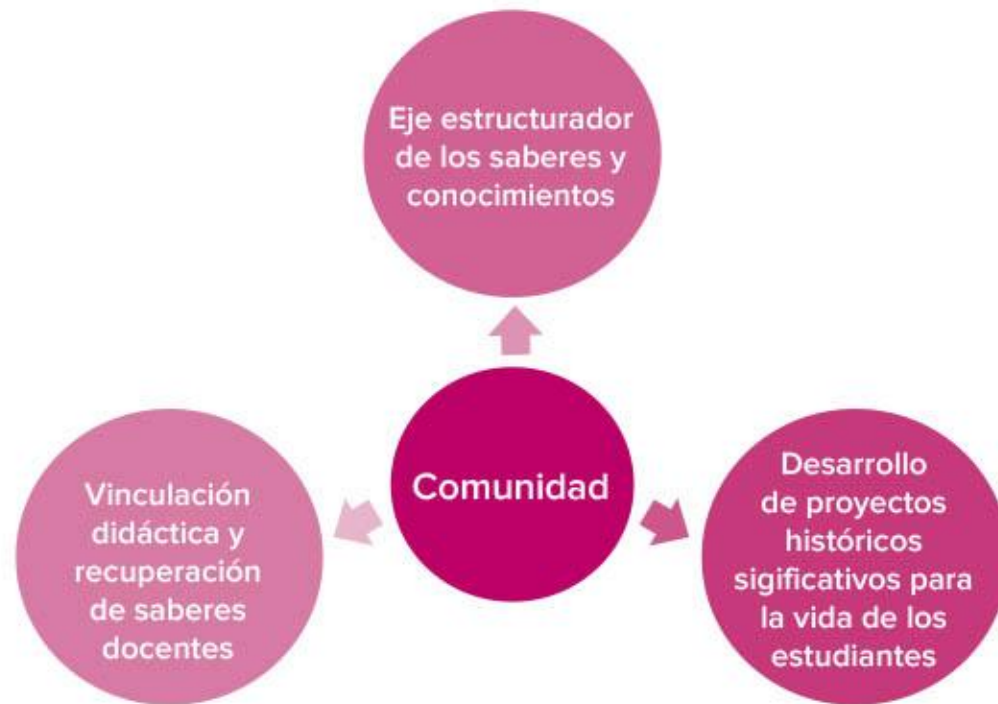 Eje estructurador
de los saberes y
conocimientos
Comunidad
Vinculación
didáctica y
recuperación
de saberes
docentes
Desarrollo
de proyectos
históricos
sigificativos para
la vida de los
estudiantes